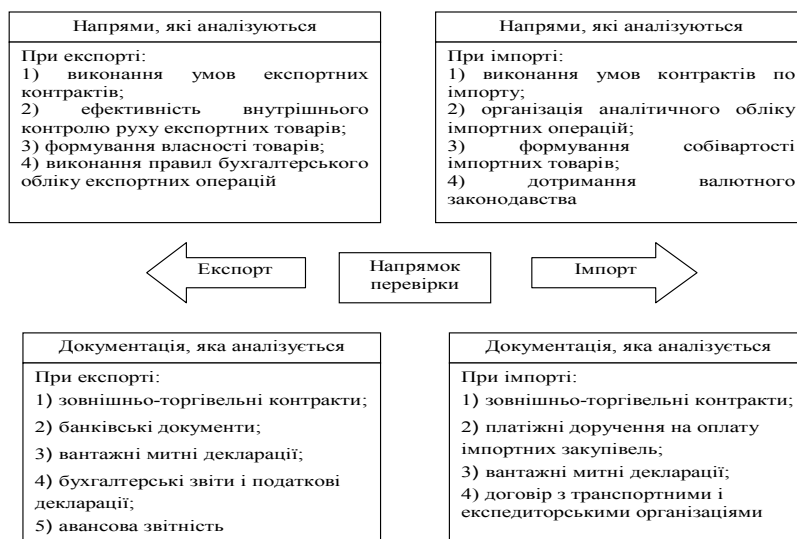 Напрями, які аналізуються
При експорті:
1) виконання умов експортних
контрактів;
2) ефективність внутрішнього
контролю руху експортних товарів;
3) формування власності товарів;
4) виконання правил бухгалтерського
обліку експортних операцій
Напрями, які аналізуються
При імпорті:
1) виконання умов контрактів по
імпорту;
2) організація аналітичного обліку
імпортних операцій;
3) формування собівартості
імпортних товарів;
4) дотримання валютного
законодавства
Експорт
Напрямок
перевірки
Імпорт
Документація, яка аналізується
При експорті:
1) зовнішньо-торгівельні контракти;
2) банківські документи;
3) вантажні митні декларації;
4) бухгалтерські звіти і податкові
декларації;
5) авансова звітність
Документація, яка аналізується
При імпорті:
1) зовнішньо-торгівельні контракти;
2) платіжні доручення на оплату
імпортних закупівель;
3) вантажні митні декларації;
4) договір з транспортними і
експедиторськими організаціями